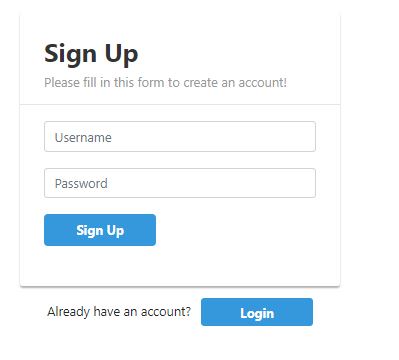 Sign Up
Please fill in this form to create an account!
Username
Password
Sign Up
Already have an account? Login